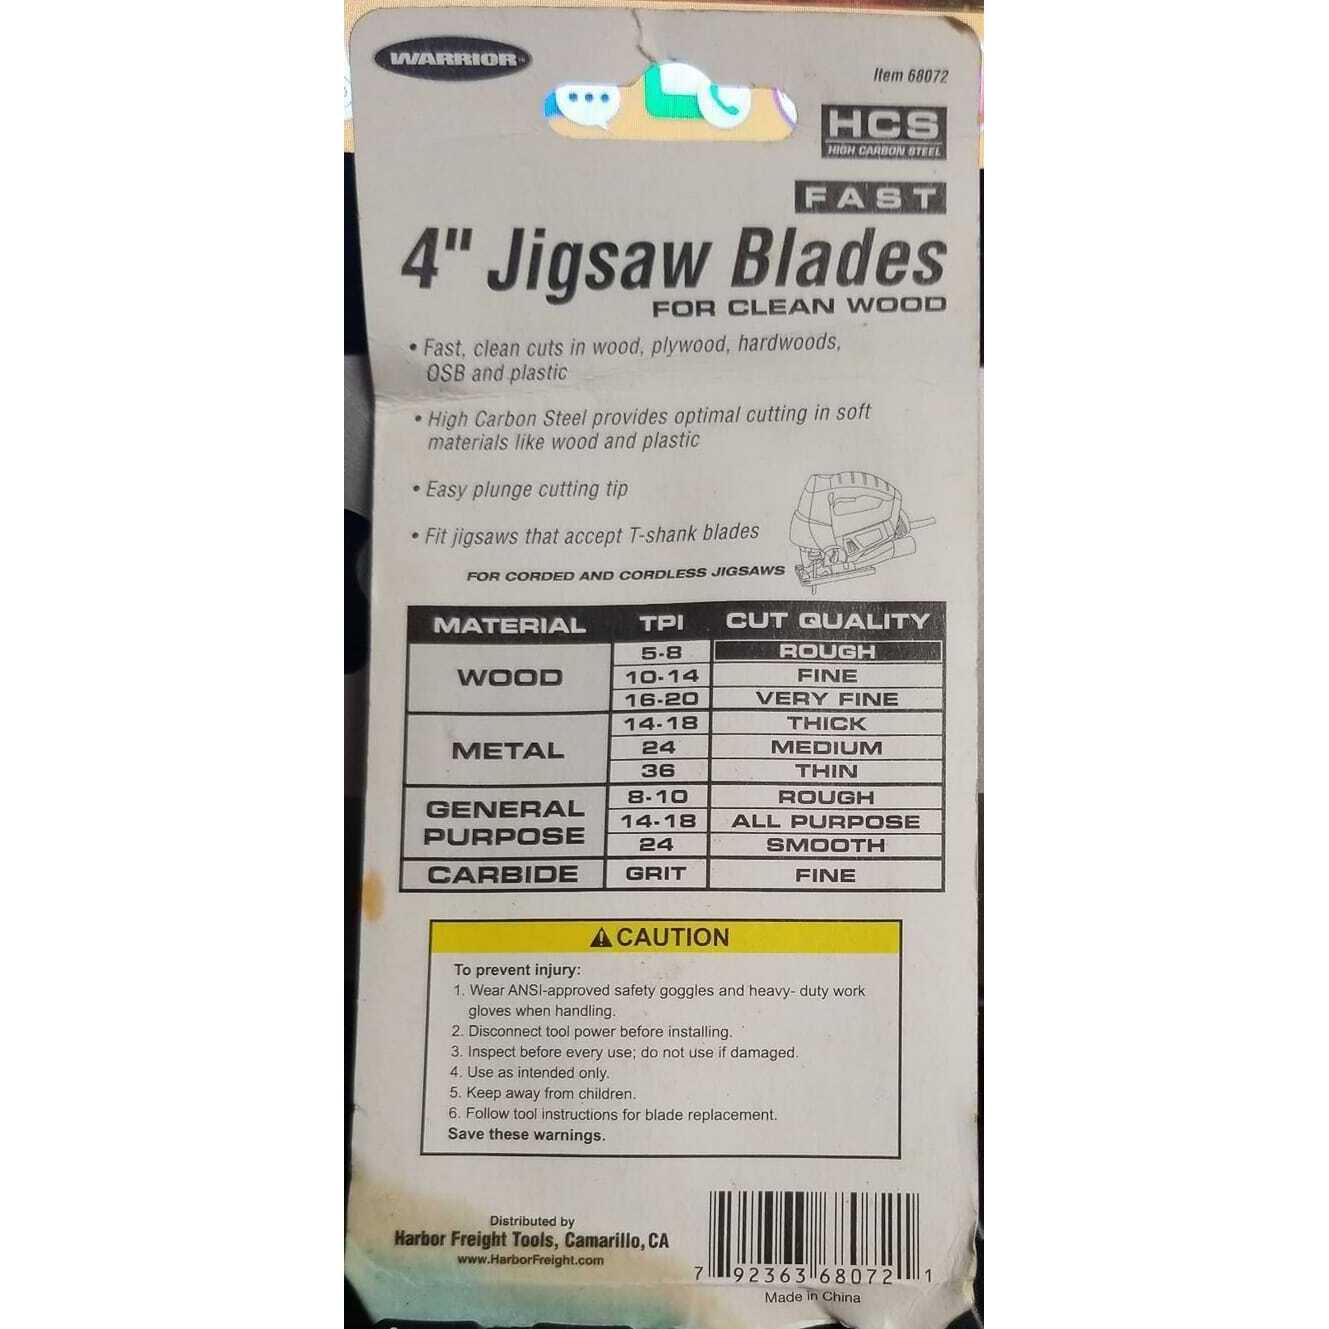 WARRIOR™
Item 68072
HCS
HIGH CARBON STEEL
FAST
4" Jigsaw Blades
FOR CLEAN WOOD
• Fast, clean cuts in wood, plywood, hardwoods,
OSB and plastic
• High Carbon Steel provides optimal cutting in soft
materials like wood and plastic
• Easy plunge cutting tip
• Fit jigsaws that accept T-shank blades
FOR CORDED AND CORDLESS JIGSAWS
MATERIAL TPI CUT QUALITY
WOOD
5-8 ROUGH
10-14 FINE
16-20 VERY FINE
METAL
14-18 THICK
24 MEDIUM
36 THIN
GENERAL
PURPOSE
8-10 ROUGH
14-18 ALL PURPOSE
24 SMOOTH
CARBIDE GRIT FINE
⚠CAUTION
To prevent injury:
1. Wear ANSI-approved safety goggles and heavy- duty work
gloves when handling.
2. Disconnect tool power before installing.
3. Inspect before every use; do not use if damaged.
4. Use as intended only.
5. Keep away from children.
6. Follow tool instructions for blade replacement.
Save these warnings.
Distributed by
Harbor Freight Tools, Camarillo, CA
www.HarborFreight.com
7 92363 68072 1
Made in China